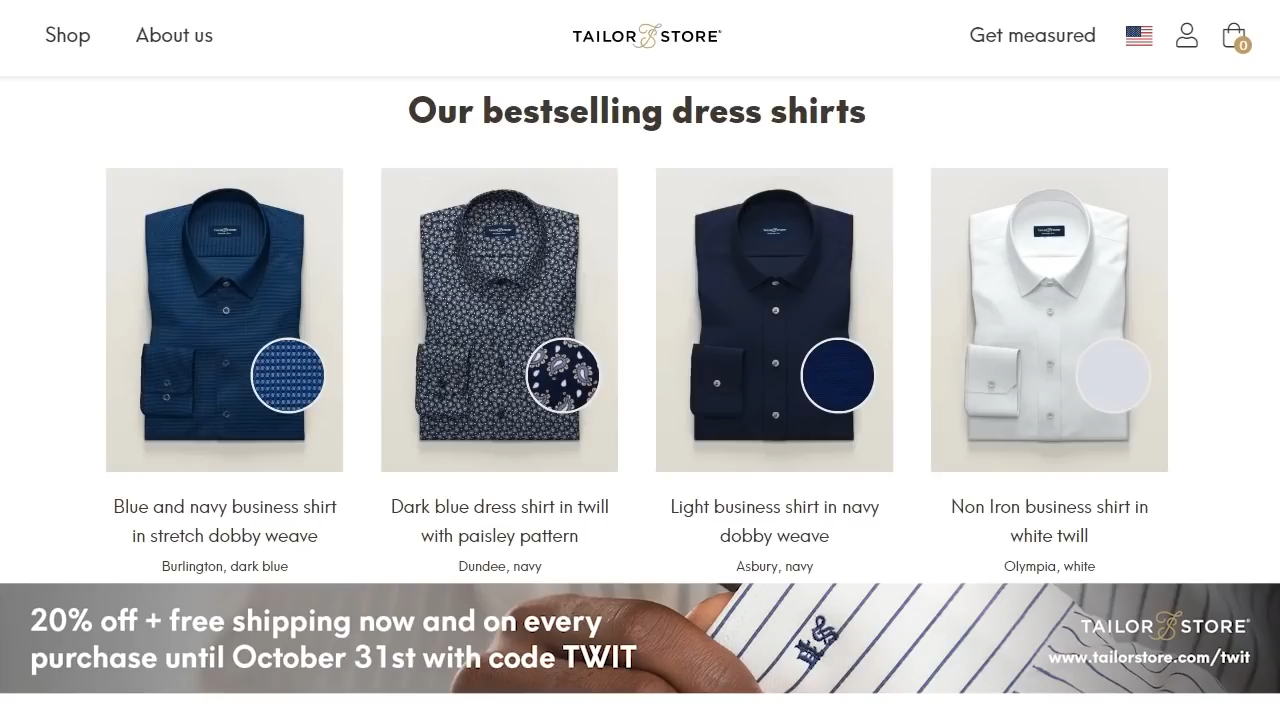 Shop
About us
TAILOR STORE®
Get measured
0
Our bestselling dress shirts
Blue and navy business shirt
in stretch dobby weave
Burlington, dark blue
Dark blue dress shirt in twill
with paisley pattern
Dundee, navy
Light business shirt in navy
dobby weave
Asbury, navy
Non Iron business shirt in
white twill
Olympia, white
20% off + free shipping now and on every
purchase until October 31st with code TWIT
TAILOR STORE®
www.tailorstore.com/twit